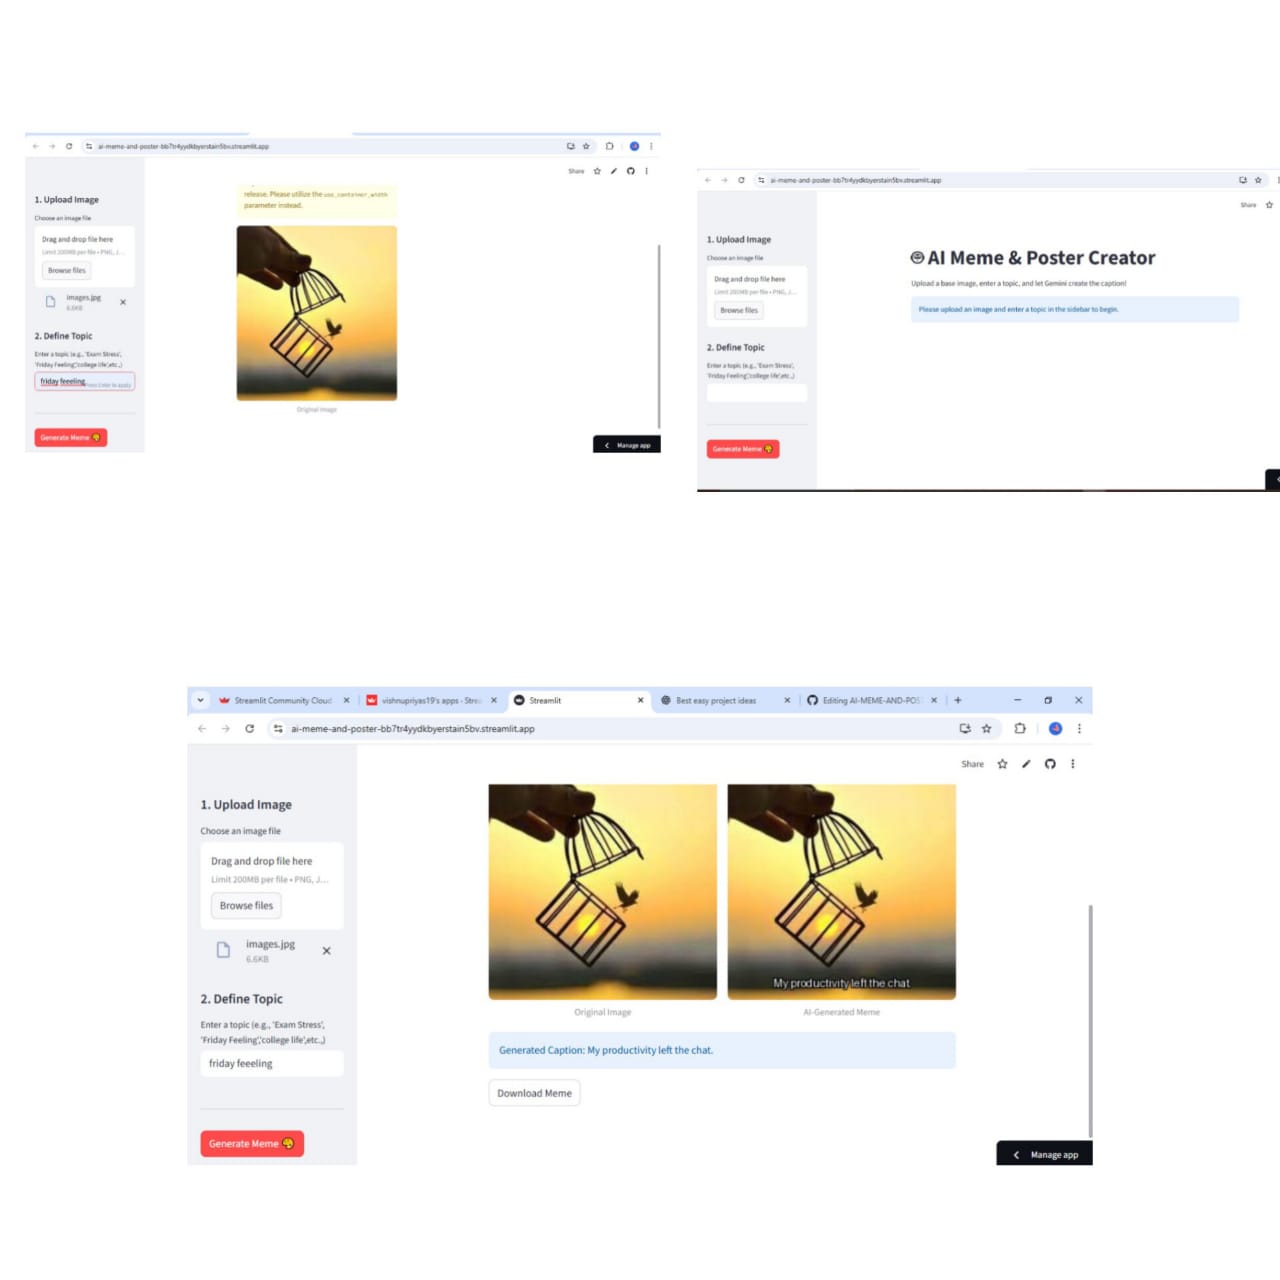 ai-meme-and-poster-bb7tr4yydkbyerstain5bv.streamlit.app
Share
release. Please utilize the use_container_width
parameter instead.
1. Upload Image
Choose an image file
Drag and drop file here
Limit 200MB per file • PNG, J...
Browse files
images.jpg
6.6KB
2. Define Topic
Enter a topic (e.g., 'Exam Stress',
'Friday Feeling','college life',etc.,)
friday feeeling
Press Enter to apply
Generate Meme
Original Image
Manage app
ai-meme-and-poster-bb7tr4yydkbyerstain5bv.streamlit.app
Share
1. Upload Image
Choose an image file
Drag and drop file here
Limit 200MB per file • PNG, J...
Browse files
2. Define Topic
Enter a topic (e.g., 'Exam Stress',
'Friday Feeling','college life',etc.,)
Generate Meme
AI Meme & Poster Creator
Upload a base image, enter a topic, and let Gemini create the caption!
Please upload an image and enter a topic in the sidebar to begin.
Streamlit Community Cloud
vishnupriyas19's apps · Strea
Streamlit
Best easy project ideas
Editing AI-MEME-AND-POS
ai-meme-and-poster-bb7tr4yydkbyerstain5bv.streamlit.app
Share
1. Upload Image
Choose an image file
Drag and drop file here
Limit 200MB per file • PNG, J...
Browse files
images.jpg
6.6KB
2. Define Topic
Enter a topic (e.g., 'Exam Stress',
'Friday Feeling','college life',etc.,)
friday feeeling
Generate Meme
My productivity left the chat.
Original Image
AI-Generated Meme
Generated Caption: My productivity left the chat.
Download Meme
Manage app